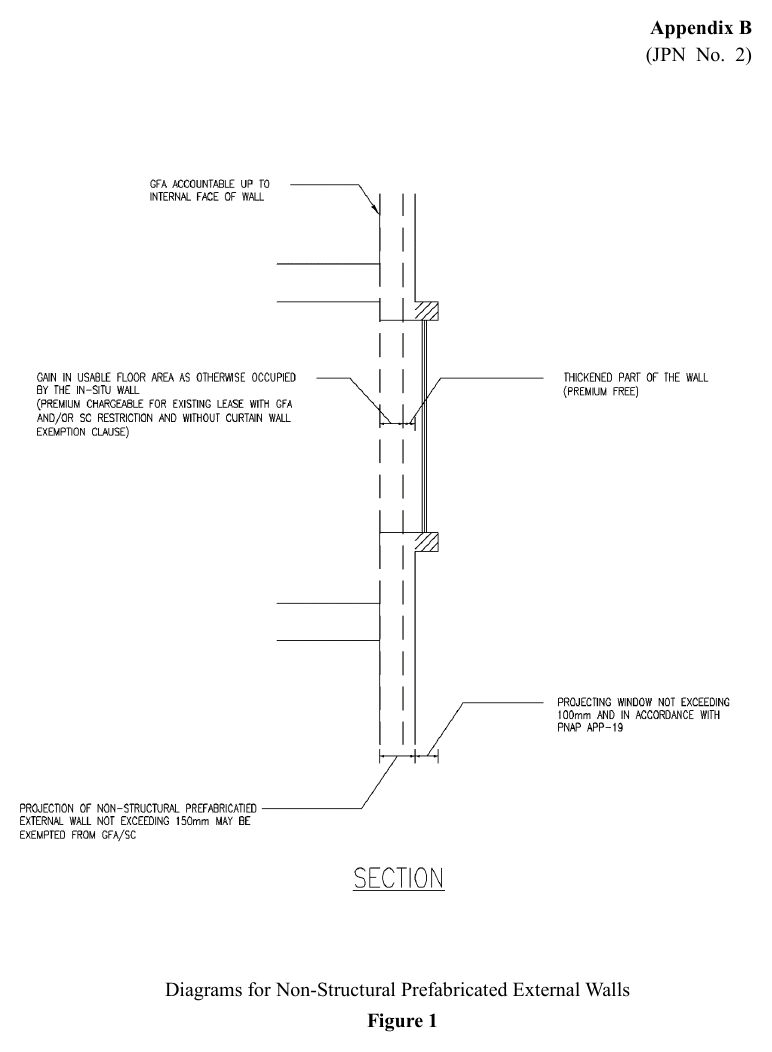 Appendix B
(JPN No. 2)
GFA ACCOUNTABLE UP TO
INTERNAL FACE OF WALL
GAIN IN USABLE FLOOR AREA AS OTHERWISE OCCUPIED
BY THE IN-SITU WALL
(PREMIUM CHARGEABLE FOR EXISTING LEASE WITH GFA
AND/OR SC RESTRICTION AND WITHOUT CURTAIN WALL
EXEMPTION CLAUSE)
THICKENED PART OF THE WALL
(PREMIUM FREE)
PROJECTING WINDOW NOT EXCEEDING
100mm AND IN ACCORDANCE WITH
PNAP APP-19
PROJECTION OF NON-STRUCTURAL PREFABRICATIED
EXTERNAL WALL NOT EXCEEDING 150mm MAY BE
EXEMPTED FROM GFA/SC
SECTION
Diagrams for Non-Structural Prefabricated External Walls
Figure 1